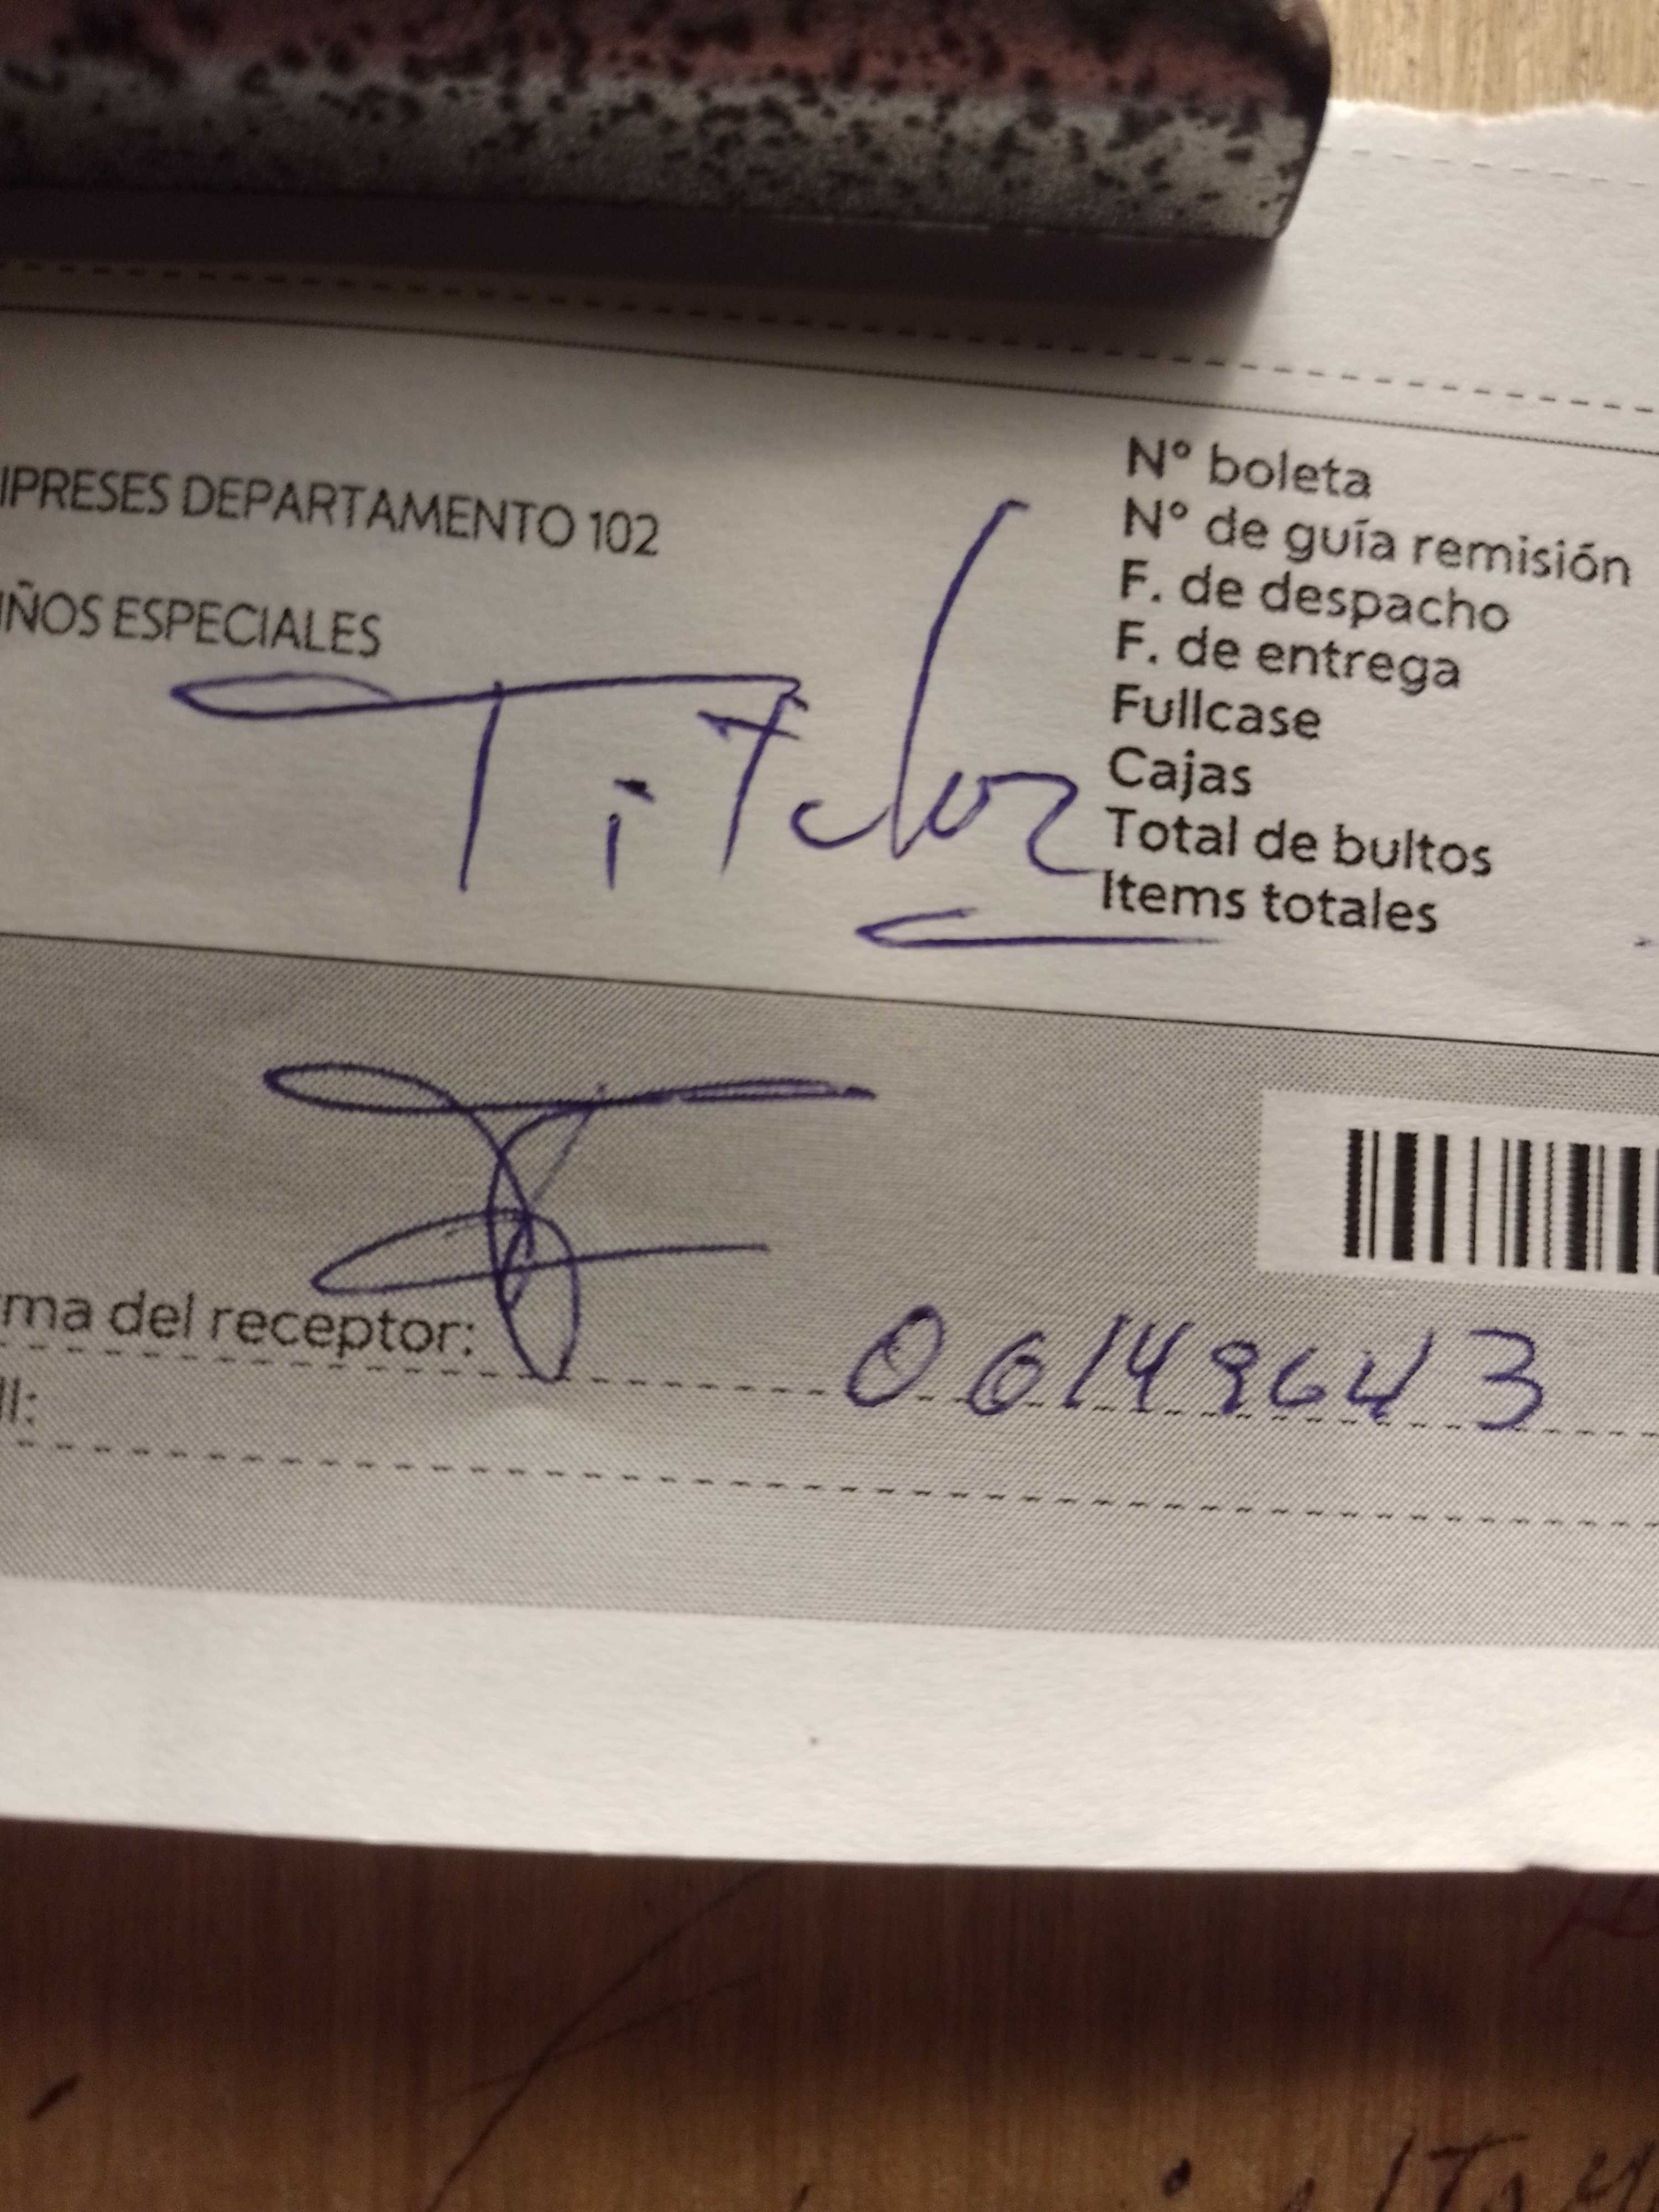 IPRESES DEPARTAMENTO 102
IÑOS ESPECIALES
N° boleta
N° de guía remisión
F. de despacho
F. de entrega
Fullcase
Cajas
Total de bultos
Items totales
rma del receptor:
06149643
il: